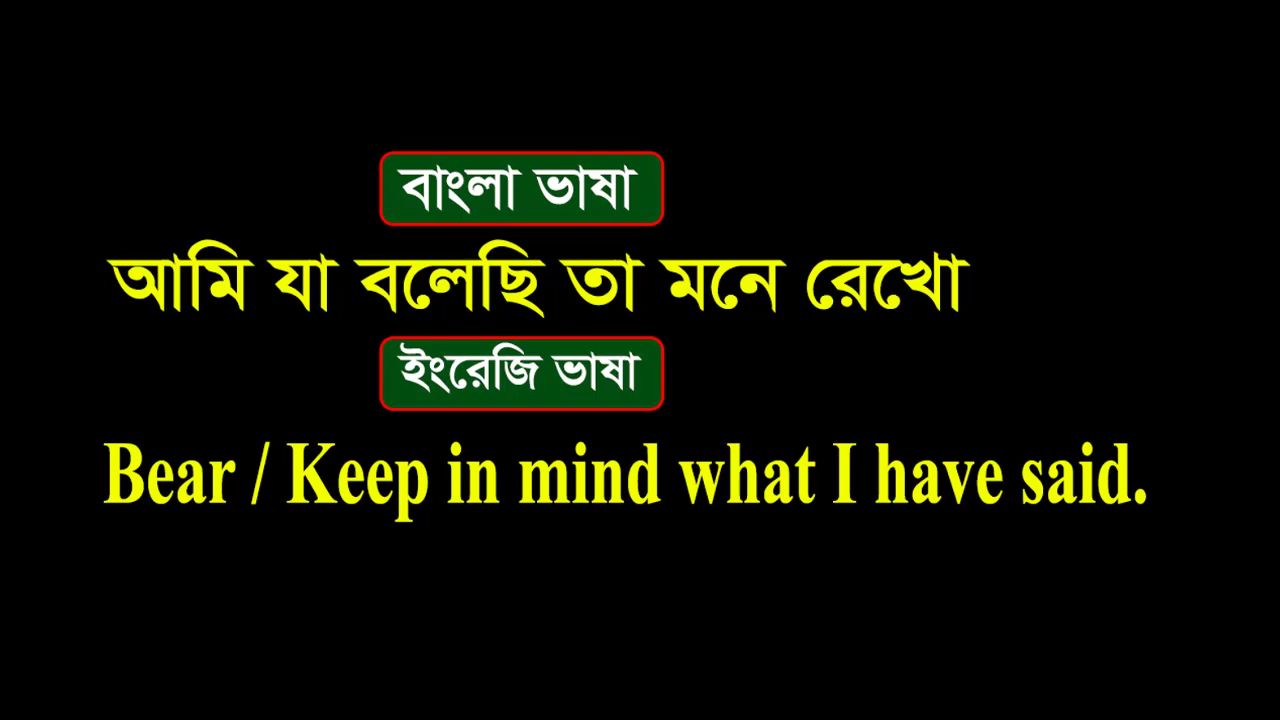 বাংলা ভাষা
আমি যা বলেছি তা মনে রেখো
ইংরেজি ভাষা
Bear / Keep in mind what I have said.